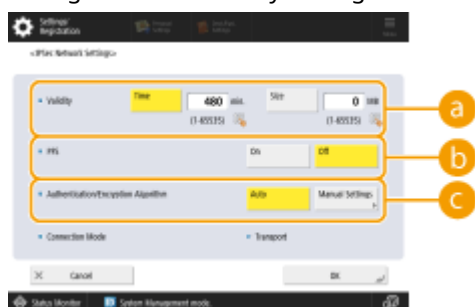 Settings/
Registration
<IPSec Network Settings>
Validity
Time
480 min.
Size
0 MB
(1-65535)
(1-65535)
a
PFS
On
Off
b
Authentication/Encryption Algorithm
Auto
Manual Settings
c
Connection Mode
Transport
Cancel
OK
Status Monitor
System Management mode.